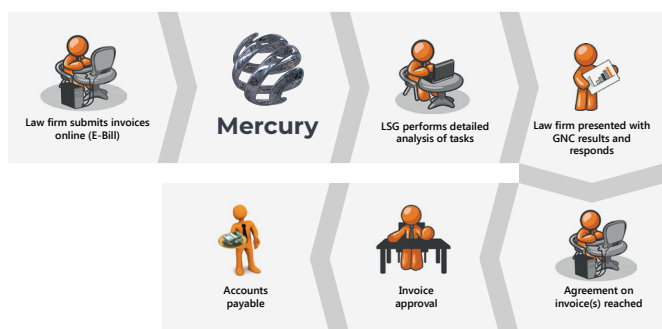 Law firm submits invoices
online (E-Bill)
Mercury
LSG performs detailed
analysis of tasks
Law firm presented with
GNC results and
responds
Agreement on
invoice(s) reached
Invoice
approval
Accounts
payable